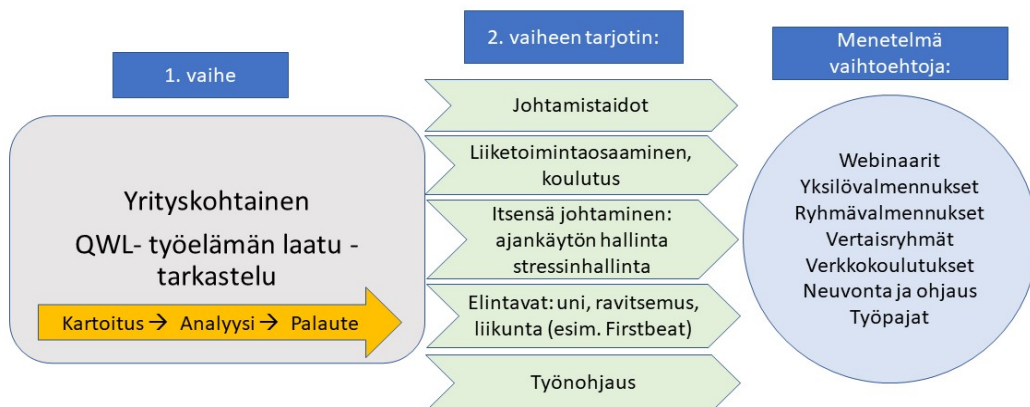 1. vaihe
Yrityskohtainen
QWL- työelämän laatu -
tarkastelu
Kartoitus → Analyysi → Palaute
2. vaiheen tarjotin:
Johtamistaidot
Liiketoimintaosaaminen,
koulutus
Itsensä johtaminen:
ajankäytön hallinta
stressinhallinta
Elintavat: uni, ravitsemus,
liikunta (esim. Firstbeat)
Työnohjaus
Menetelmä
vaihtoehtoja:
Webinaarit
Yksilövalmennukset
Ryhmävalmennukset
Vertaisryhmät
Verkkokoulutukset
Neuvonta ja ohjaus
Työpajat